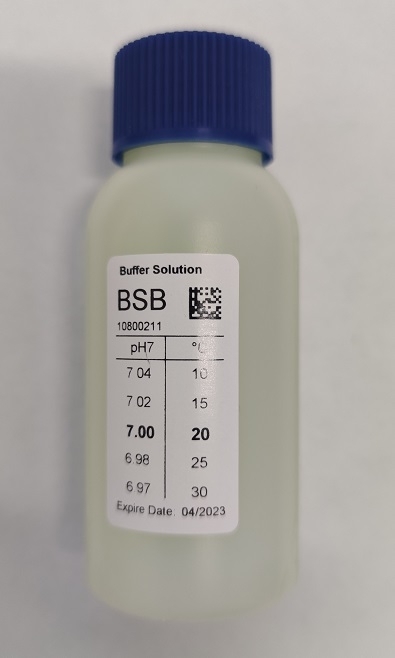 Buffer Solution
BSB
10800211
pH7 °C
7 04 10
7 02 15
7.00 20
6.98 25
6.97 30
Expire Date: 04/2023